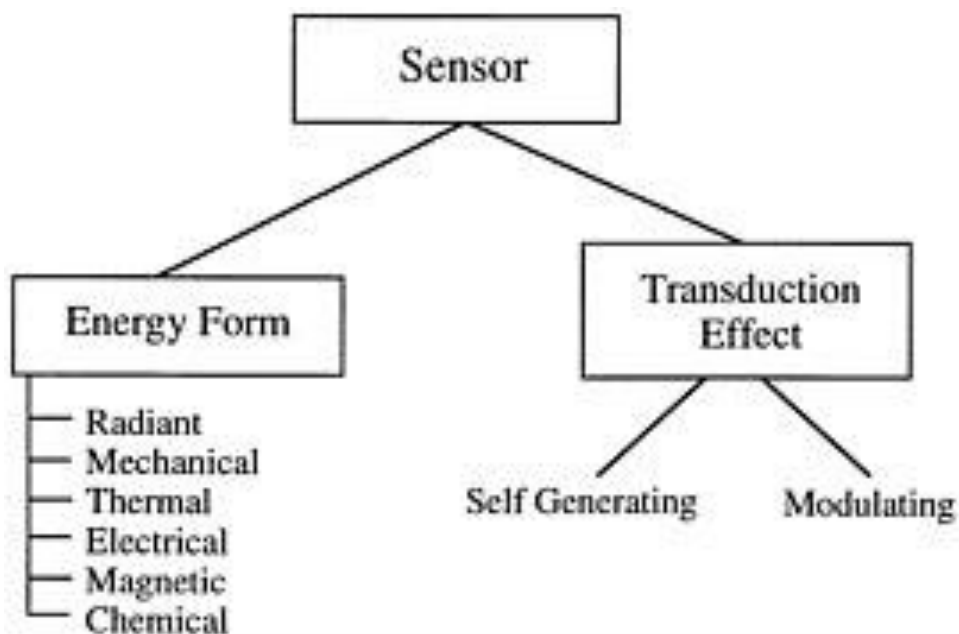 Sensor
Energy Form
Radiant
Mechanical
Thermal
Electrical
Magnetic
Chemical
Transduction
Effect
Self Generating
Modulating